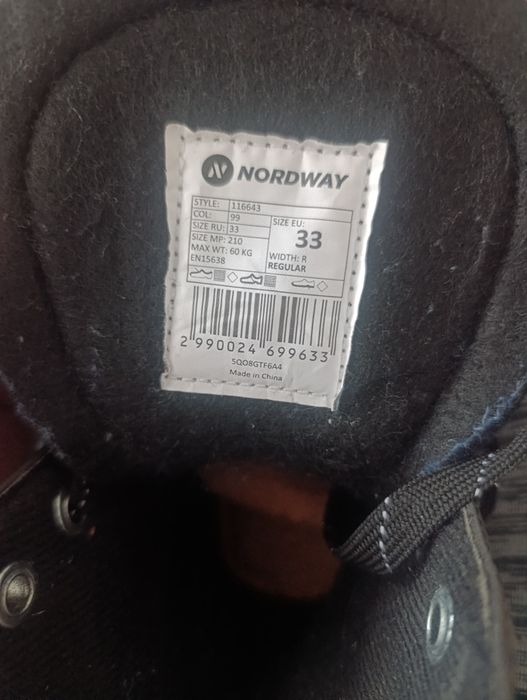 NORDWAY
STYLE: 116643
COL: 99
SIZE RU: 33
SIZE MP: 210
MAX WT: 60 KG
EN15638
SIZE EU:
33
WIDTH: R
REGULAR
2 990024 699633
5QO8GTF6A4
Made in China